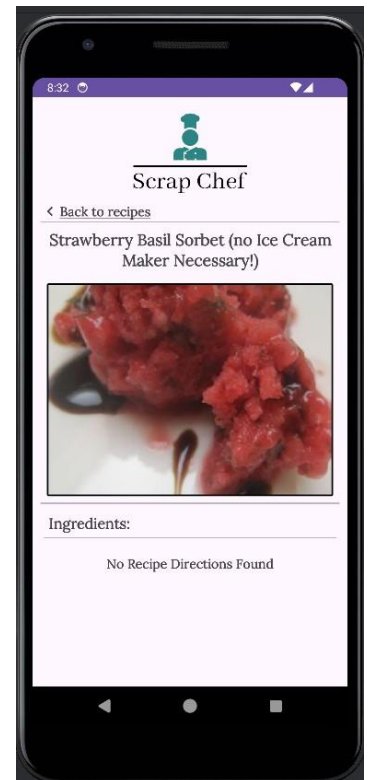 8:32
Scrap Chef
Back to recipes
Strawberry Basil Sorbet (no Ice Cream
Maker Necessary!)
Ingredients:
No Recipe Directions Found